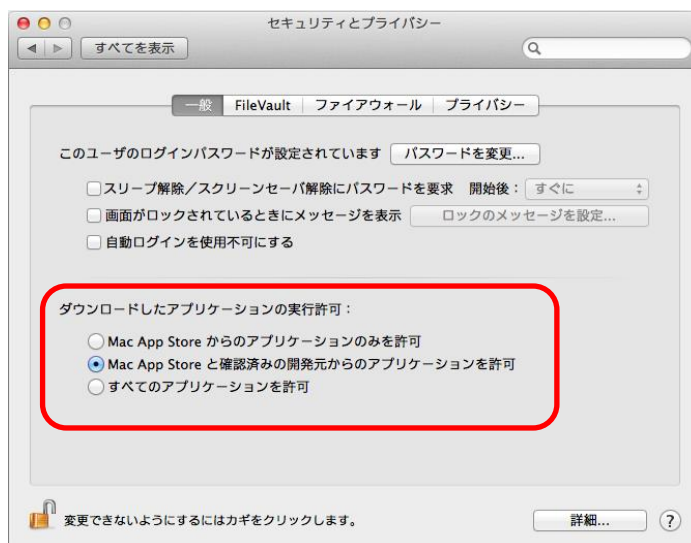 セキュリティとプライバシー
すべてを表示
一般 FileVault ファイアウォール プライバシー
このユーザのログインパスワードが設定されています パスワードを変更...
スリープ解除／スクリーンセーバ解除にパスワードを要求 開始後： すぐに
画面がロックされているときにメッセージを表示 ロックのメッセージを設定...
自動ログインを使用不可にする
ダウンロードしたアプリケーションの実行許可：
Mac App Store からのアプリケーションのみを許可
Mac App Store と確認済みの開発元からのアプリケーションを許可
すべてのアプリケーションを許可
変更できないようにするにはカギをクリックします。 詳細... ?